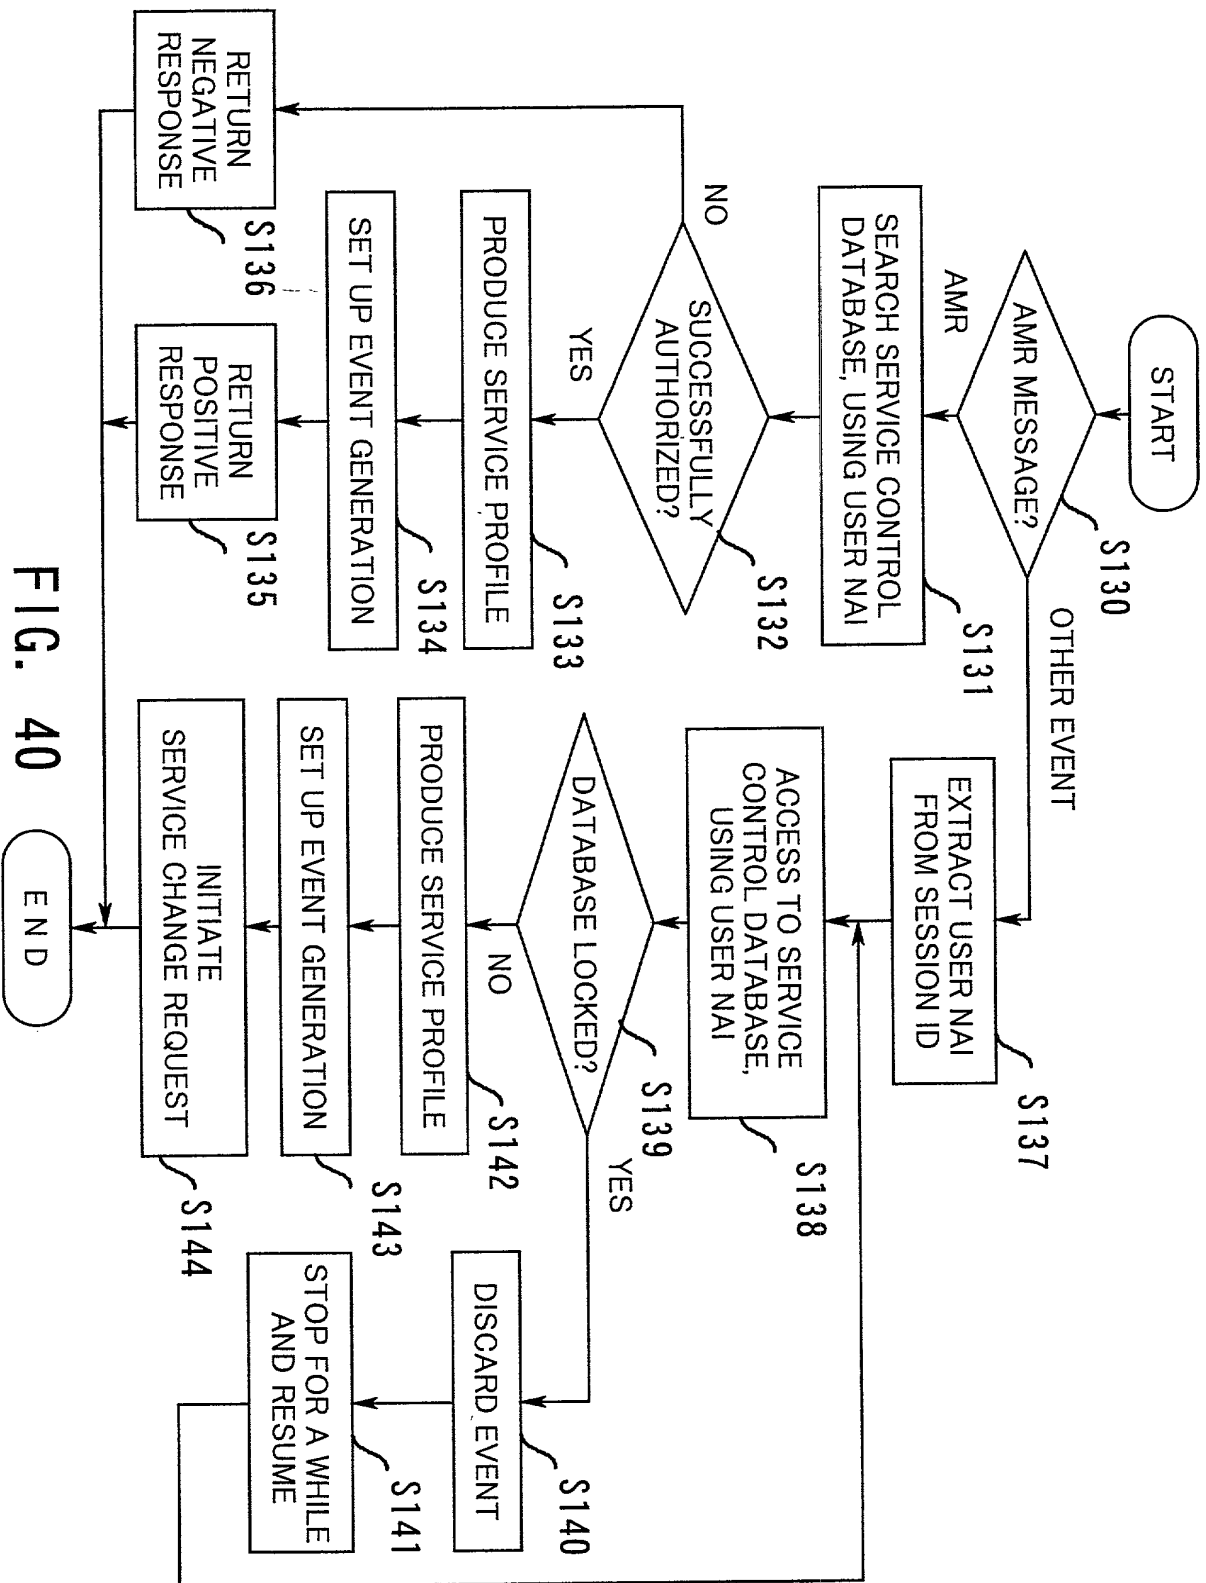 START
AMR MESSAGE?
S130
AMR
OTHER EVENT
SEARCH SERVICE CONTROL
DATABASE, USING USER NAI
S131
SUCCESSFULLY
AUTHORIZED?
S132
NO
YES
PRODUCE SERVICE PROFILE
S133
SET UP EVENT GENERATION
S134
RETURN
NEGATIVE
RESPONSE
S136
RETURN
POSITIVE
RESPONSE
S135
EXTRACT USER NAI
FROM SESSION ID
S137
ACCESS TO SERVICE
CONTROL DATABASE,
USING USER NAI
S138
DATABASE LOCKED?
S139
NO
YES
PRODUCE SERVICE PROFILE
S142
SET UP EVENT GENERATION
S143
INITIATE
SERVICE CHANGE REQUEST
S144
DISCARD EVENT
S140
STOP FOR A WHILE
AND RESUME
S141
END
FIG. 40